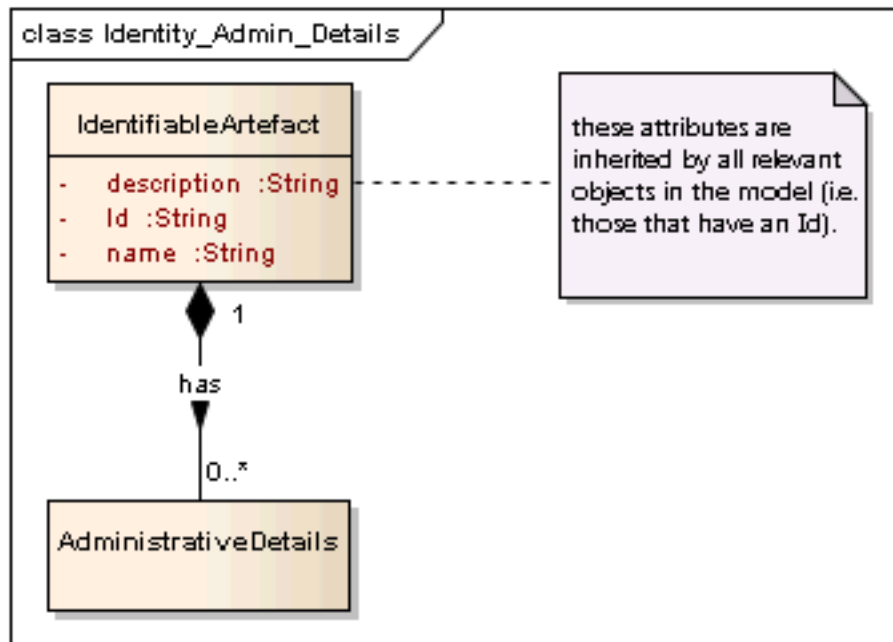 class Identity_Admin_Details
IdentifiableArtefact
- description :String
- Id :String
- name :String
these attributes are
inherited by all relevant
objects in the model (i.e.
those that have an Id).
1
has
0..*
AdministrativeDetails